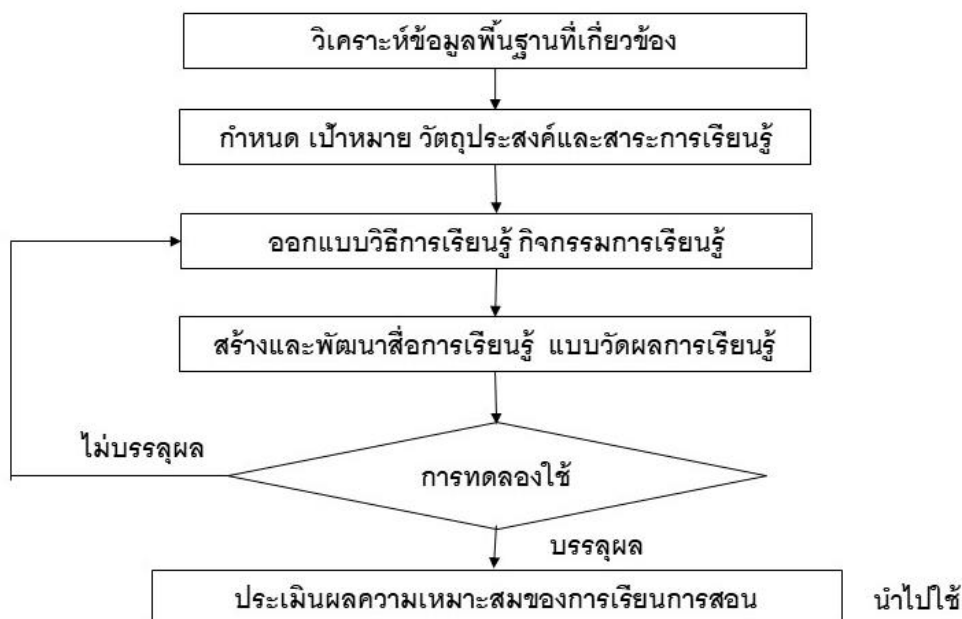 วิเคราะห์ข้อมูลพื้นฐานที่เกี่ยวข้อง
กำหนด เป้าหมาย วัตถุประสงค์และสาระการเรียนรู้
ออกแบบวิธีการเรียนรู้ กิจกรรมการเรียนรู้
สร้างและพัฒนาสื่อการเรียนรู้ แบบวัดผลการเรียนรู้
ไม่บรรลุผล
การทดลองใช้
บรรลุผล
ประเมินผลความเหมาะสมของการเรียนการสอน
นำไปใช้